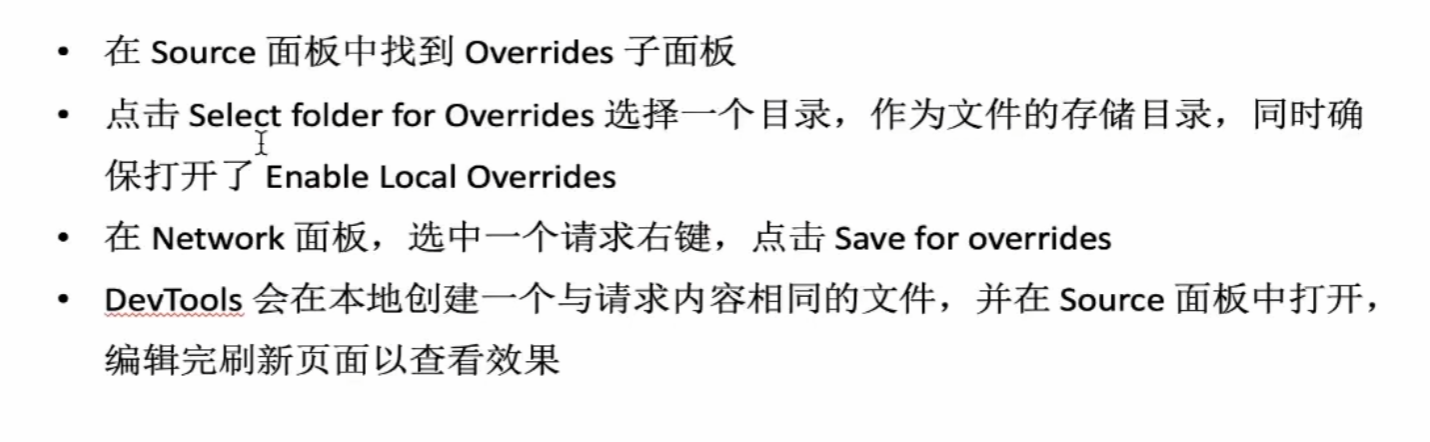 • 在 Source 面板中找到 Overrides 子面板
• 点击 Select folder for Overrides 选择一个目录，作为文件的存储目录，同时确
保打开了 Enable Local Overrides
• 在 Network 面板，选中一个请求右键，点击 Save for overrides
• DevTools 会在本地创建一个与请求内容相同的文件，并在 Source 面板中打开，
编辑完刷新页面以查看效果